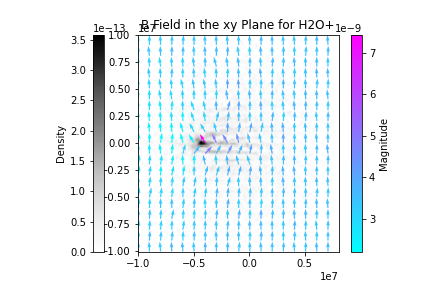 B Field in the xy Plane for H2O+
1e−13
1e7
1e−9
3.5
3.0
2.5
2.0
1.5
1.0
0.5
0.0
Density
1.00
0.75
0.50
0.25
0.00
−0.25
−0.50
−0.75
−1.00
−1.0 −0.5 0.0 0.5
1e7
7
6
5
4
3
Magnitude